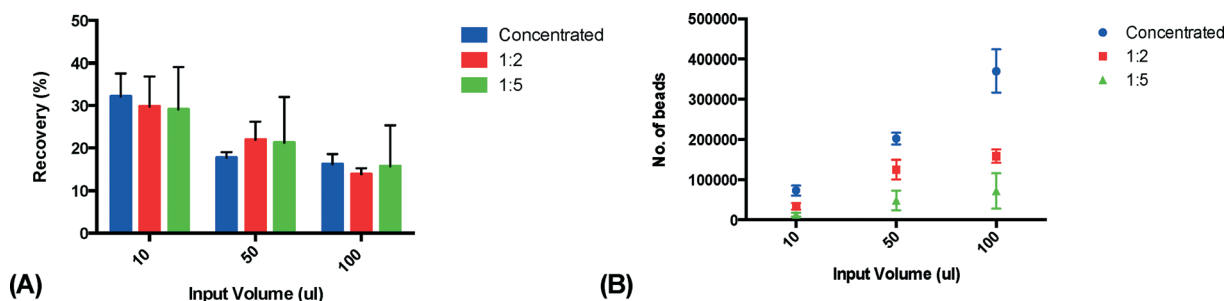 50
40
30
20
10
0
Recovery (%)
10
50
100
Input Volume (ul)
Concentrated
1:2
1:5
(A)
500000
400000
300000
200000
100000
0
No. of beads
10
50
100
Input Volume (ul)
Concentrated
1:2
1:5
(B)